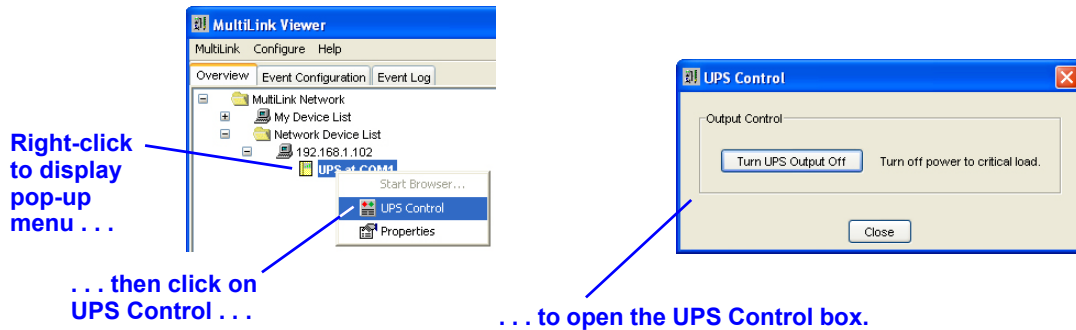 MultiLink Viewer
MultiLink Configure Help
Overview Event Configuration Event Log
MultiLink Network
My Device List
Network Device List
192.168.1.102
UPS at COM1
Start Browser...
UPS Control
Properties
Right-click
to display
pop-up
menu . . .
. . . then click on
UPS Control . . .
UPS Control
Output Control
Turn UPS Output Off Turn off power to critical load.
Close
. . . to open the UPS Control box.